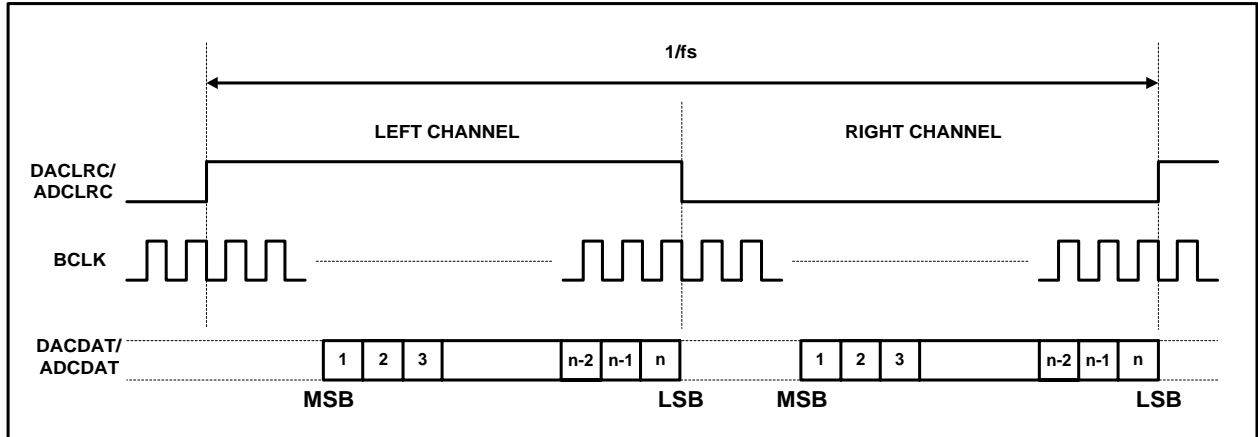 1/fs
LEFT CHANNEL
RIGHT CHANNEL
DACLRC/
ADCLRC
BCLK
DACDAT/
ADCDAT
1 2 3 n-2 n-1 n 1 2 3 n-2 n-1 n
MSB LSB MSB LSB